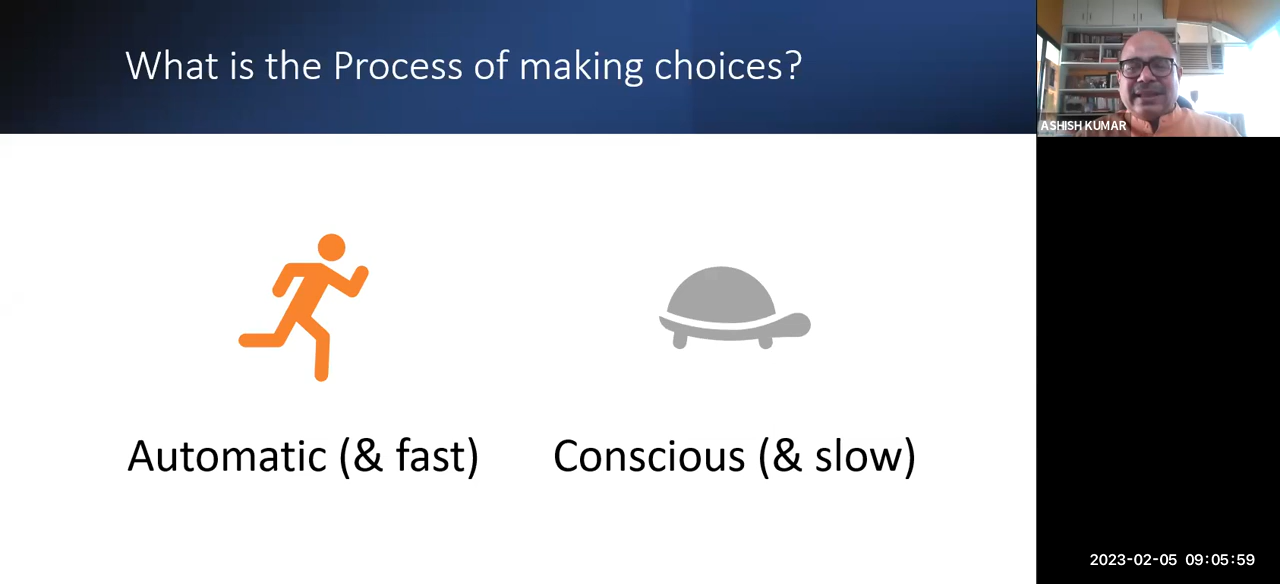 What is the Process of making choices?
ASHISH KUMAR
Automatic (& fast)
Conscious (& slow)
2023-02-05 09:05:59